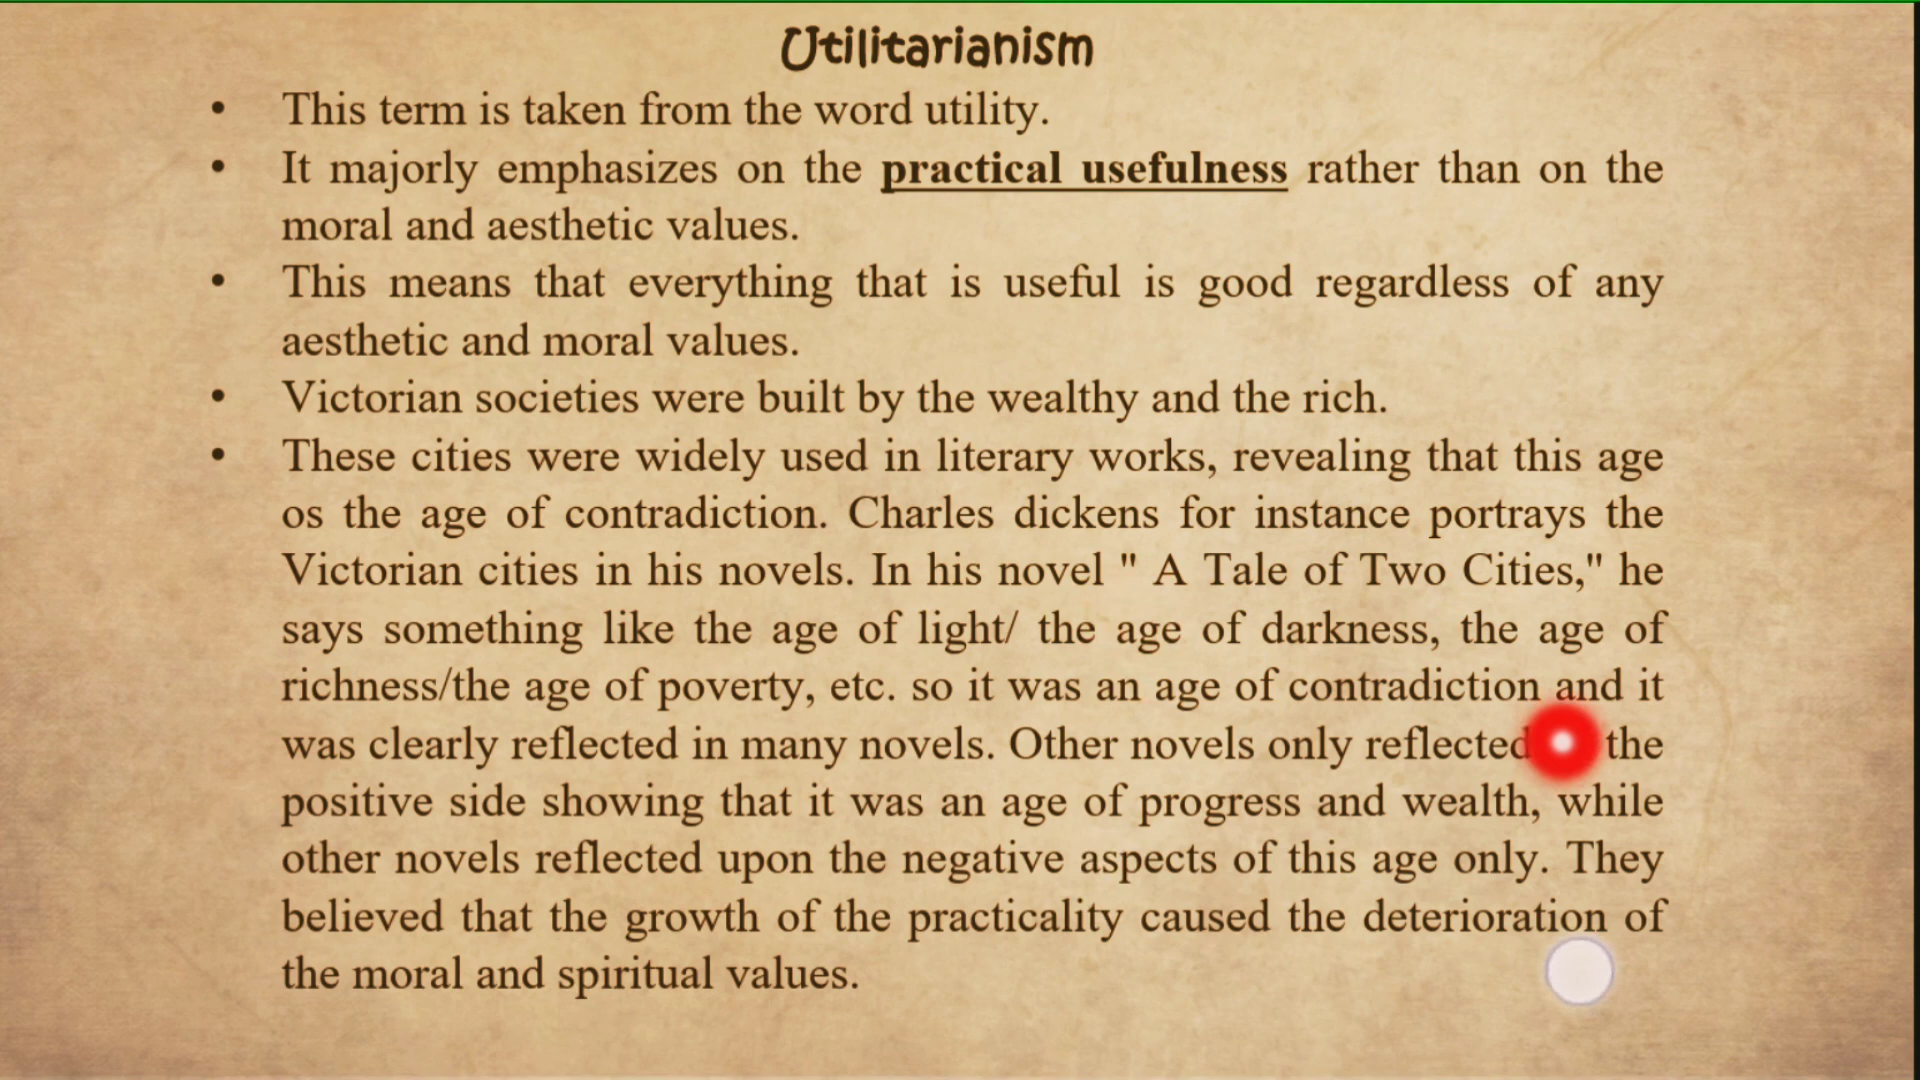 Utilitarianism
• This term is taken from the word utility.
• It majorly emphasizes on the practical usefulness rather than on the
moral and aesthetic values.
• This means that everything that is useful is good regardless of any
aesthetic and moral values.
• Victorian societies were built by the wealthy and the rich.
• These cities were widely used in literary works, revealing that this age
os the age of contradiction. Charles dickens for instance portrays the
Victorian cities in his novels. In his novel " A Tale of Two Cities," he
says something like the age of light/ the age of darkness, the age of
richness/the age of poverty, etc. so it was an age of contradiction and it
was clearly reflected in many novels. Other novels only reflected the
positive side showing that it was an age of progress and wealth, while
other novels reflected upon the negative aspects of this age only. They
believed that the growth of the practicality caused the deterioration of
the moral and spiritual values.